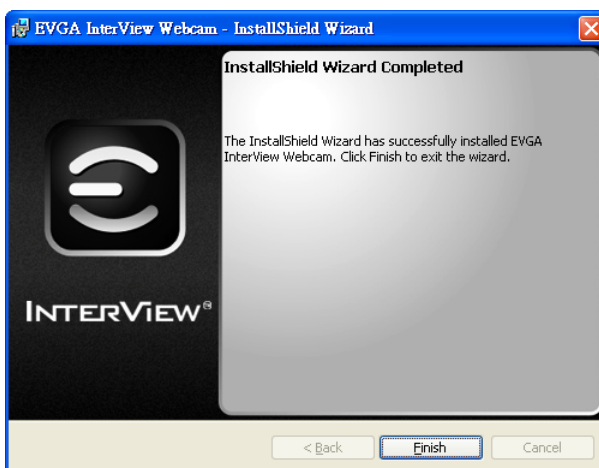 EVGA InterView Webcam - InstallShield Wizard
InstallShield Wizard Completed
The InstallShield Wizard has successfully installed EVGA
InterView Webcam. Click Finish to exit the wizard.
INTERVIEW®
< Back
Finish
Cancel